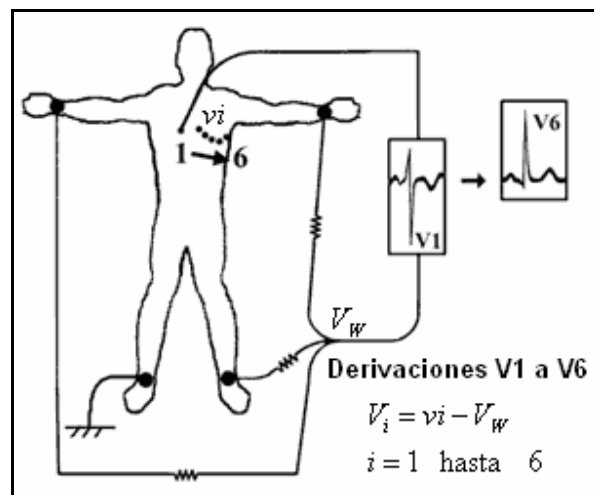 vi
1 6
V6
V1
V_W
Derivaciones V1 a V6
V_i = vi - V_W
i = 1 hasta 6